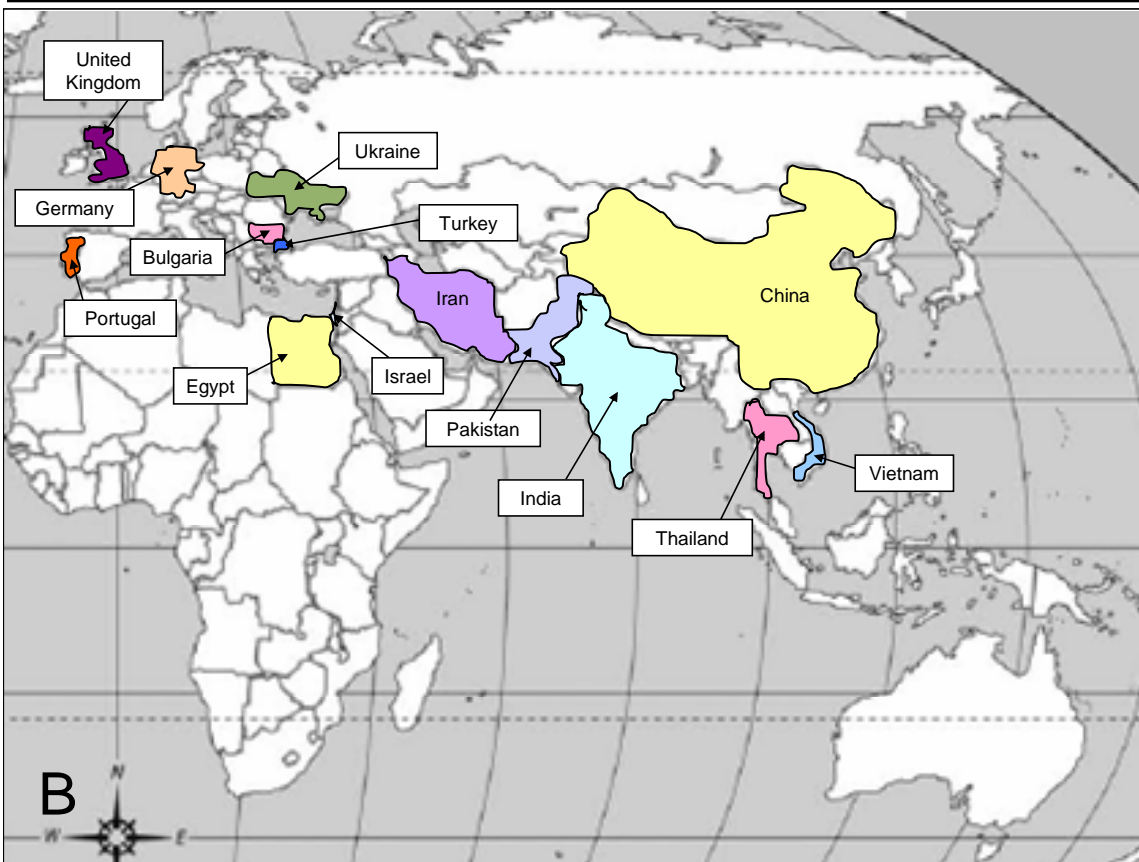 United
Kingdom
Ukraine
Germany
Turkey
Bulgaria
Iran
China
Portugal
Israel
Egypt
Pakistan
Vietnam
India
Thailand
B
N
W
E